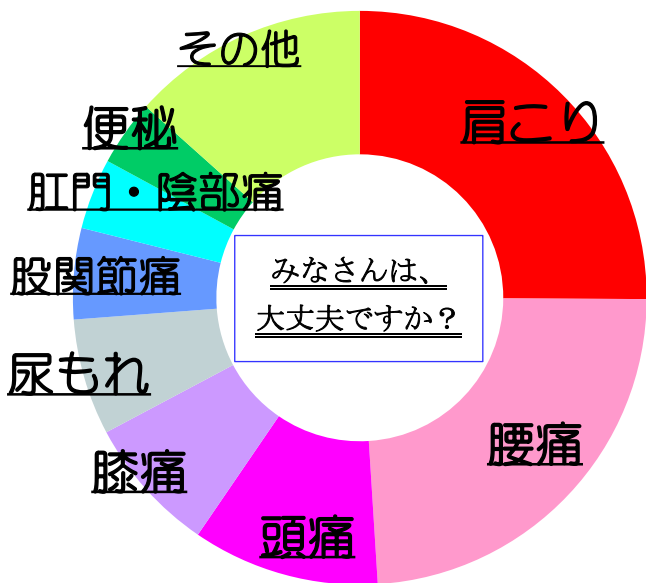 その他
肩こり
便秘
肛門・陰部痛
股関節痛
みなさんは、
大丈夫ですか？
尿もれ
腰痛
膝痛
頭痛